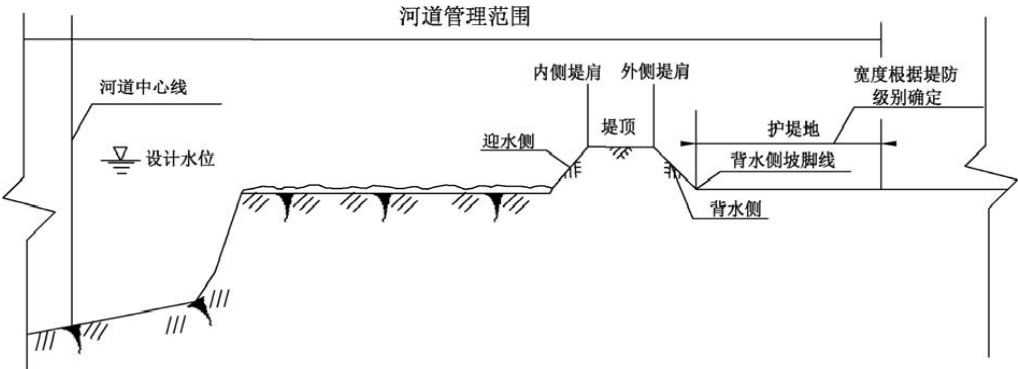 河道管理范围
河道中心线
设计水位
内侧堤肩
外侧堤肩
宽度根据堤防
级别确定
迎水侧
堤顶
护堤地
背水侧坡脚线
背水侧